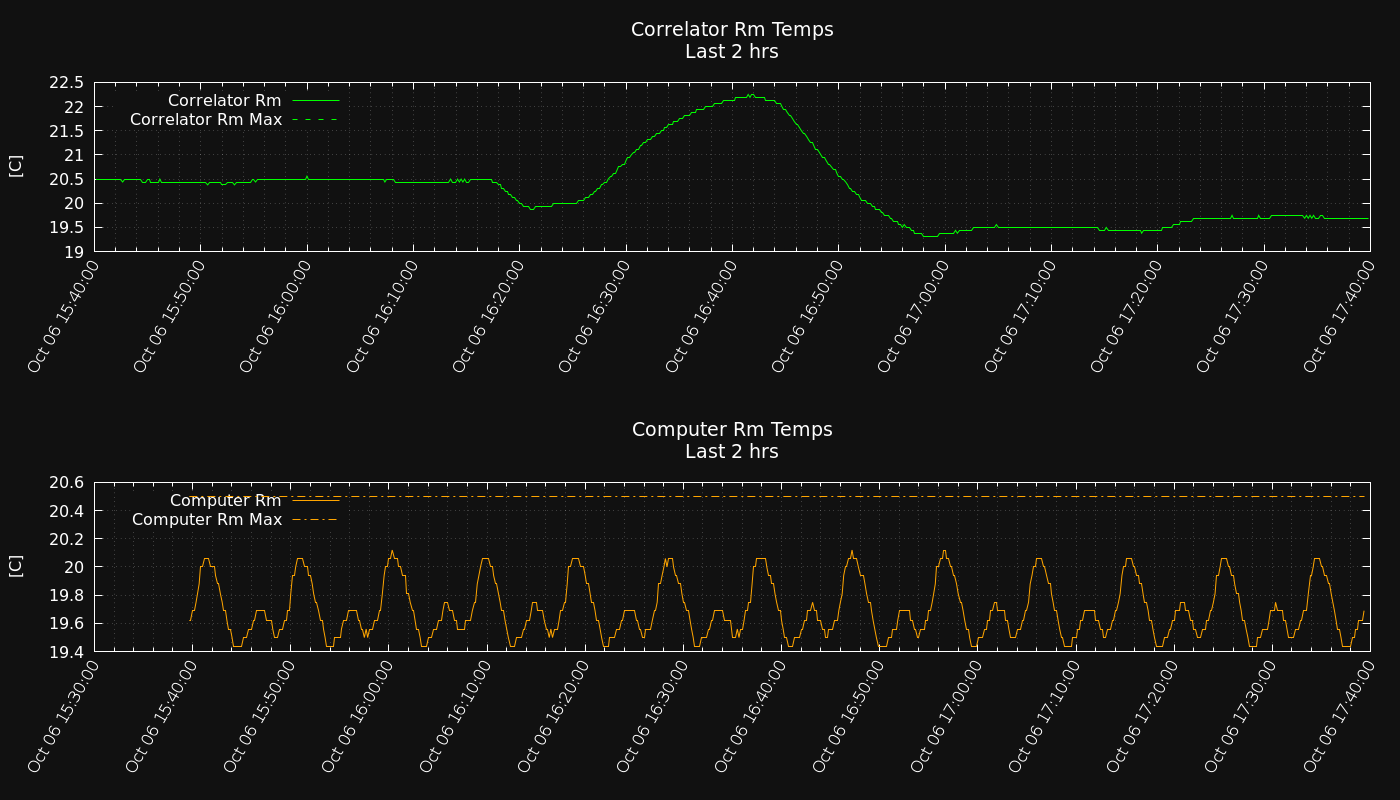 Correlator Rm Temps
Last 2 hrs
22.5
22
21.5
21
20.5
20
19.5
19
[C]
Correlator Rm
Correlator Rm Max
Oct 06 15:40:00
Oct 06 15:50:00
Oct 06 16:00:00
Oct 06 16:10:00
Oct 06 16:20:00
Oct 06 16:30:00
Oct 06 16:40:00
Oct 06 16:50:00
Oct 06 17:00:00
Oct 06 17:10:00
Oct 06 17:20:00
Oct 06 17:30:00
Oct 06 17:40:00
Computer Rm Temps
Last 2 hrs
20.6
20.4
20.2
20
19.8
19.6
19.4
[C]
Computer Rm
Computer Rm Max
Oct 06 15:30:00
Oct 06 15:40:00
Oct 06 15:50:00
Oct 06 16:00:00
Oct 06 16:10:00
Oct 06 16:20:00
Oct 06 16:30:00
Oct 06 16:40:00
Oct 06 16:50:00
Oct 06 17:00:00
Oct 06 17:10:00
Oct 06 17:20:00
Oct 06 17:30:00
Oct 06 17:40:00